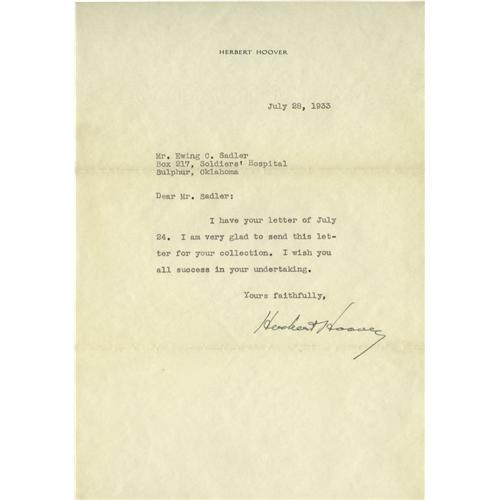 HERBERT HOOVER
July 28, 1933
Mr. Ewing C. Sadler
Box 217, Soldiers' Hospital
Sulphur, Oklahoma
Dear Mr. Sadler:
I have your letter of July
24. I am very glad to send this let-
ter for your collection. I wish you
all success in your undertaking.
Yours faithfully,
Herbert Hoover